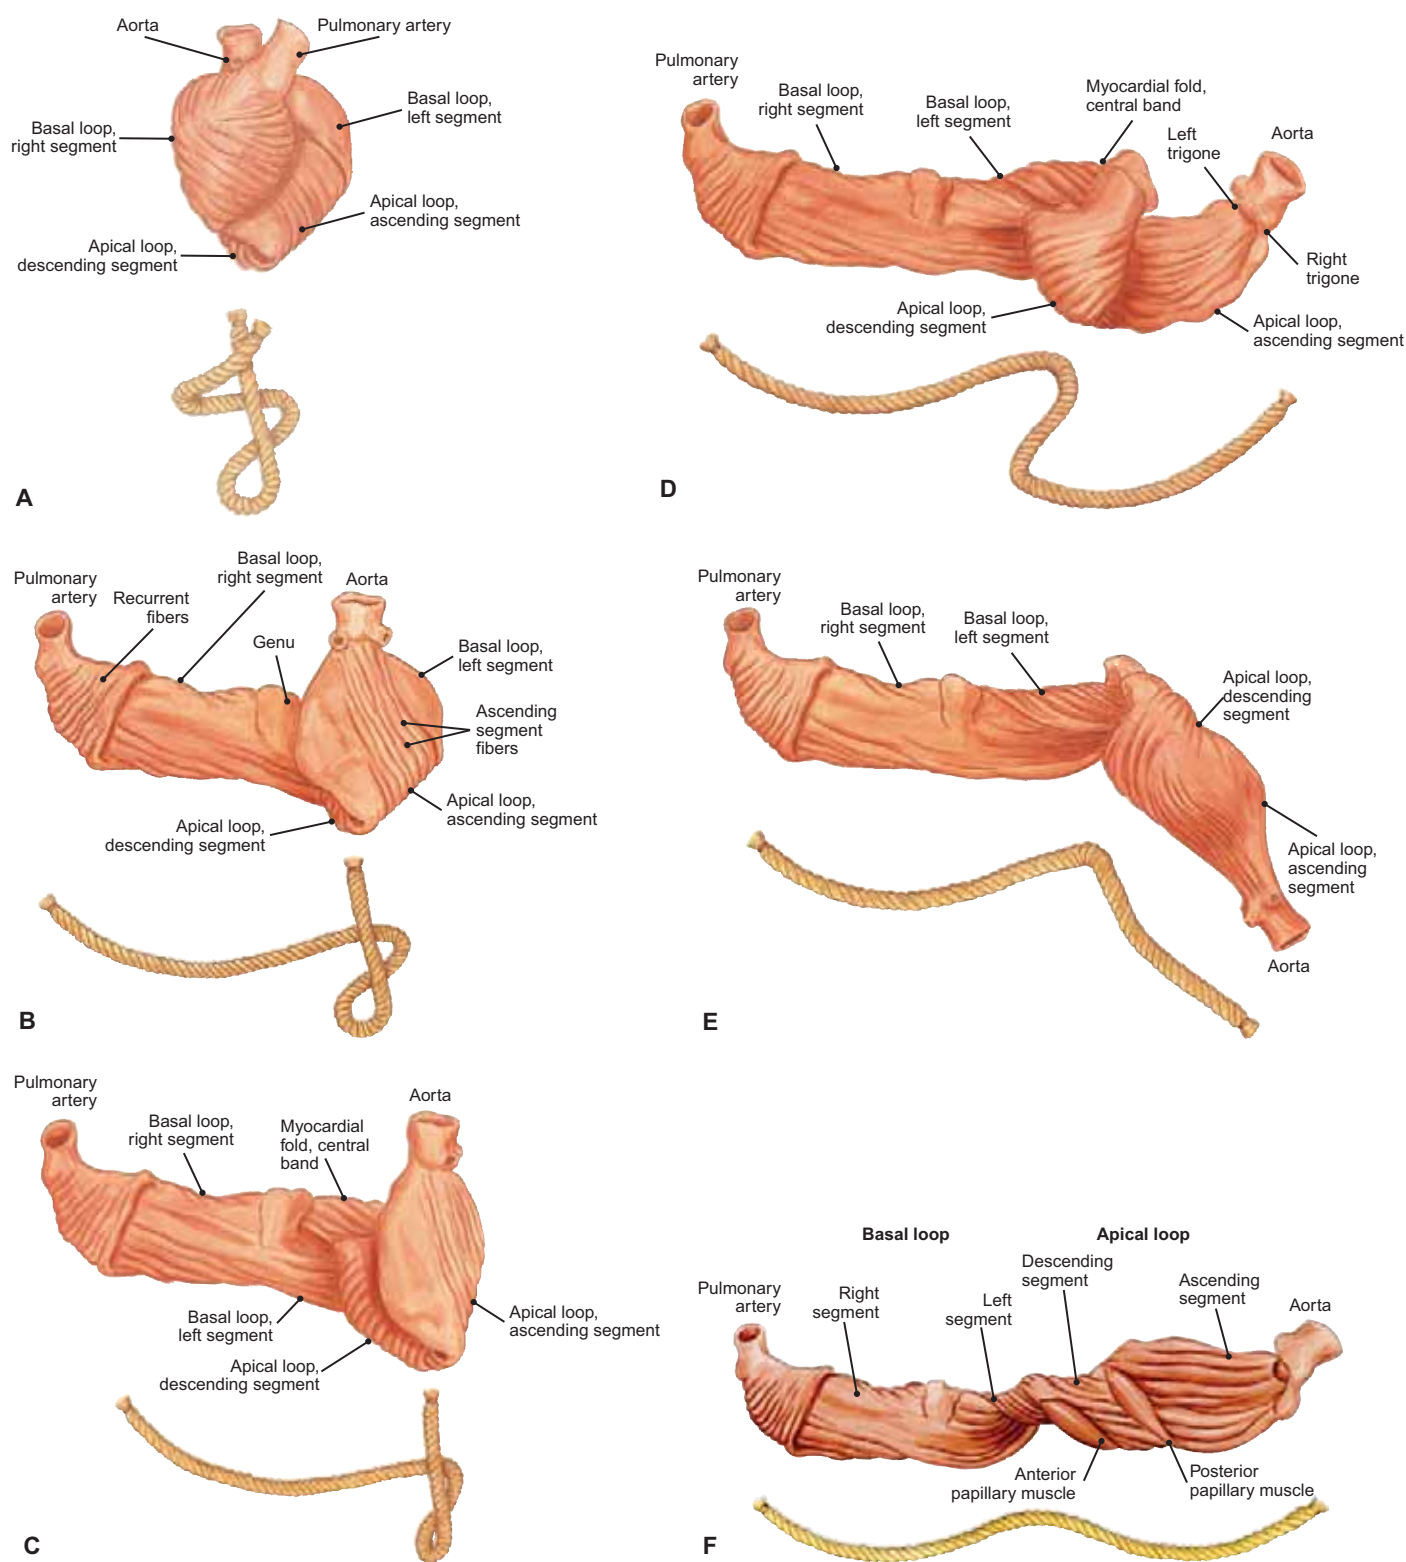 Aorta
Pulmonary artery
Basal loop,
left segment
Basal loop,
right segment
Apical loop,
ascending segment
Apical loop,
descending segment
A
Pulmonary
artery
Recurrent
fibers
Basal loop,
right segment
Genu
Aorta
Basal loop,
left segment
Ascending
segment
fibers
Apical loop,
ascending segment
Apical loop,
descending segment
B
Pulmonary
artery
Basal loop,
right segment
Myocardial
fold, central
band
Aorta
Basal loop,
left segment
Apical loop,
descending segment
Apical loop,
ascending segment
C
Pulmonary
artery
Basal loop,
right segment
Basal loop,
left segment
Myocardial fold,
central band
Left
trigone
Aorta
Right
trigone
Apical loop,
descending segment
Apical loop,
ascending segment
D
Pulmonary
artery
Basal loop,
right segment
Basal loop,
left segment
Apical loop,
descending
segment
Apical loop,
ascending
segment
Aorta
E
Basal loop
Apical loop
Pulmonary
artery
Right
segment
Left
segment
Descending
segment
Ascending
segment
Aorta
Anterior
papillary muscle
Posterior
papillary muscle
F